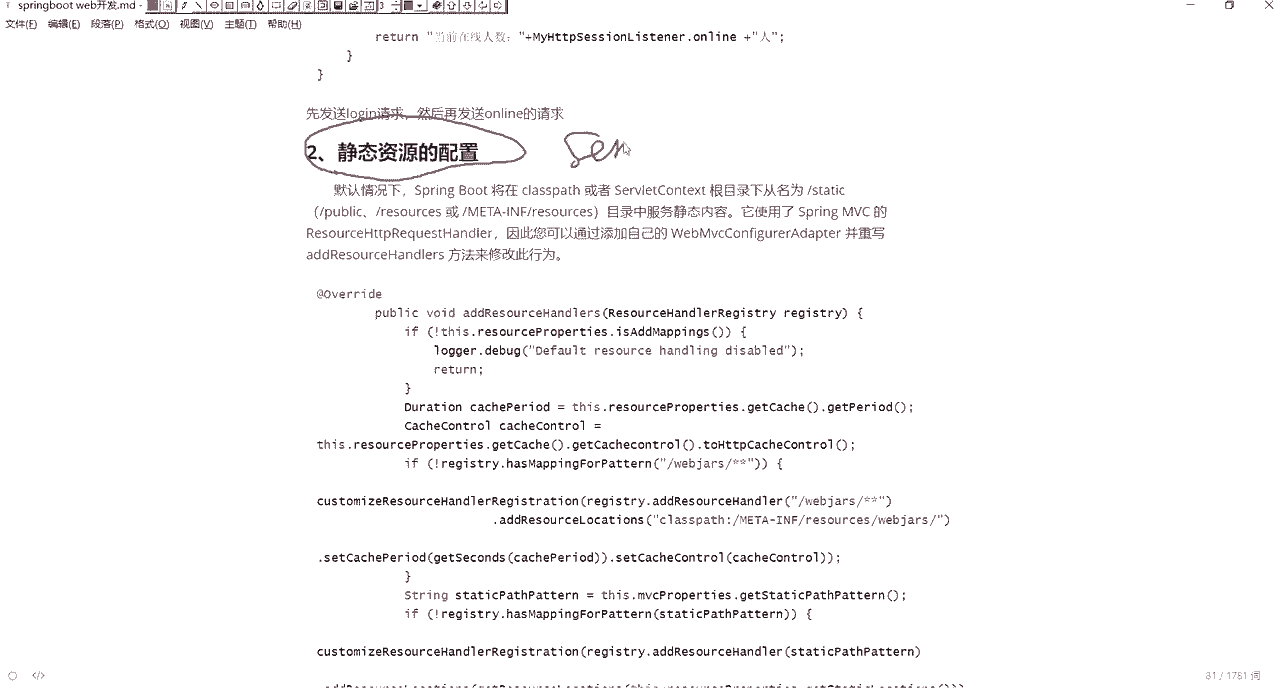 springboot web开发.md -
3
文件(F) 编辑(E) 段落(P) 格式(O) 视图(V) 主题(T) 帮助(H)
return "当前在线人数："+MyHttpSessionListener.online +"人";
}
}
先发送login请求，然后再发送online的请求
2、静态资源的配置
Ser
默认情况下，Spring Boot 将在 classpath 或者 ServletContext 根目录下从名为 /static
（/public、/resources 或 /META-INF/resources）目录中服务静态内容。它使用了 Spring MVC 的
ResourceHttpRequestHandler，因此您可以通过添加自己的 WebMvcConfigurerAdapter 并重写
addResourceHandlers 方法来修改此行为。
@Override
public void addResourceHandlers(ResourceHandlerRegistry registry) {
if (!this.resourceProperties.isAddMappings()) {
logger.debug("Default resource handling disabled");
return;
}
Duration cachePeriod = this.resourceProperties.getCache().getPeriod();
CacheControl cacheControl =
this.resourceProperties.getCache().getCachecontrol().toHttpCacheControl();
if (!registry.hasMappingForPattern("/webjars/**")) {
customizeResourceHandlerRegistration(registry.addResourceHandler("/webjars/**")
.addResourceLocations("classpath:/META-INF/resources/webjars/")
.setCachePeriod(getSeconds(cachePeriod)).setCacheControl(cacheControl));
}
String staticPathPattern = this.mvcProperties.getStaticPathPattern();
if (!registry.hasMappingForPattern(staticPathPattern)) {
customizeResourceHandlerRegistration(registry.addResourceHandler(staticPathPattern)
</>
31 / 1781 词